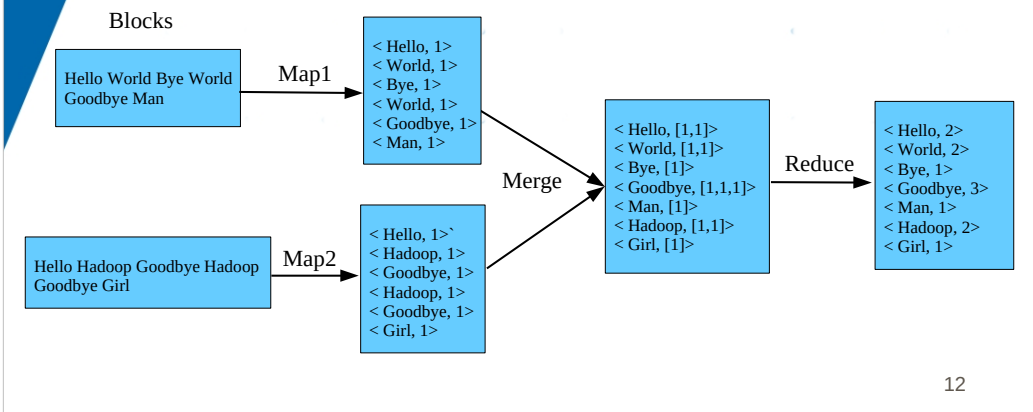 Blocks
Hello World Bye World
Goodbye Man
Map1
< Hello, 1>
< World, 1>
< Bye, 1>
< World, 1>
< Goodbye, 1>
< Man, 1>
Hello Hadoop Goodbye Hadoop
Goodbye Girl
Map2
< Hello, 1>`
< Hadoop, 1>
< Goodbye, 1>
< Hadoop, 1>
< Goodbye, 1>
< Girl, 1>
Merge
< Hello, [1,1]>
< World, [1,1]>
< Bye, [1]>
< Goodbye, [1,1,1]>
< Man, [1]>
< Hadoop, [1,1]>
< Girl, [1]>
Reduce
< Hello, 2>
< World, 2>
< Bye, 1>
< Goodbye, 3>
< Man, 1>
< Hadoop, 2>
< Girl, 1>
12